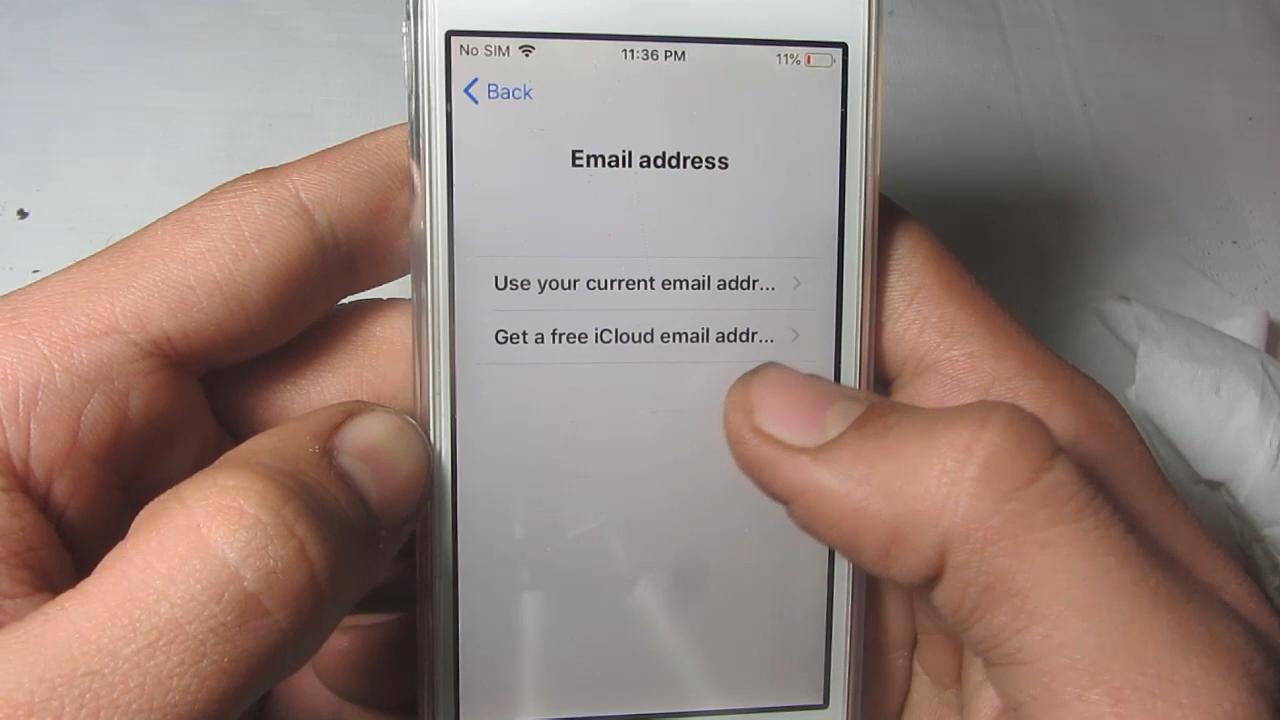 No SIM 11:36 PM 11%
Back
Email address
Use your current email addr...
Get a free iCloud email addr...